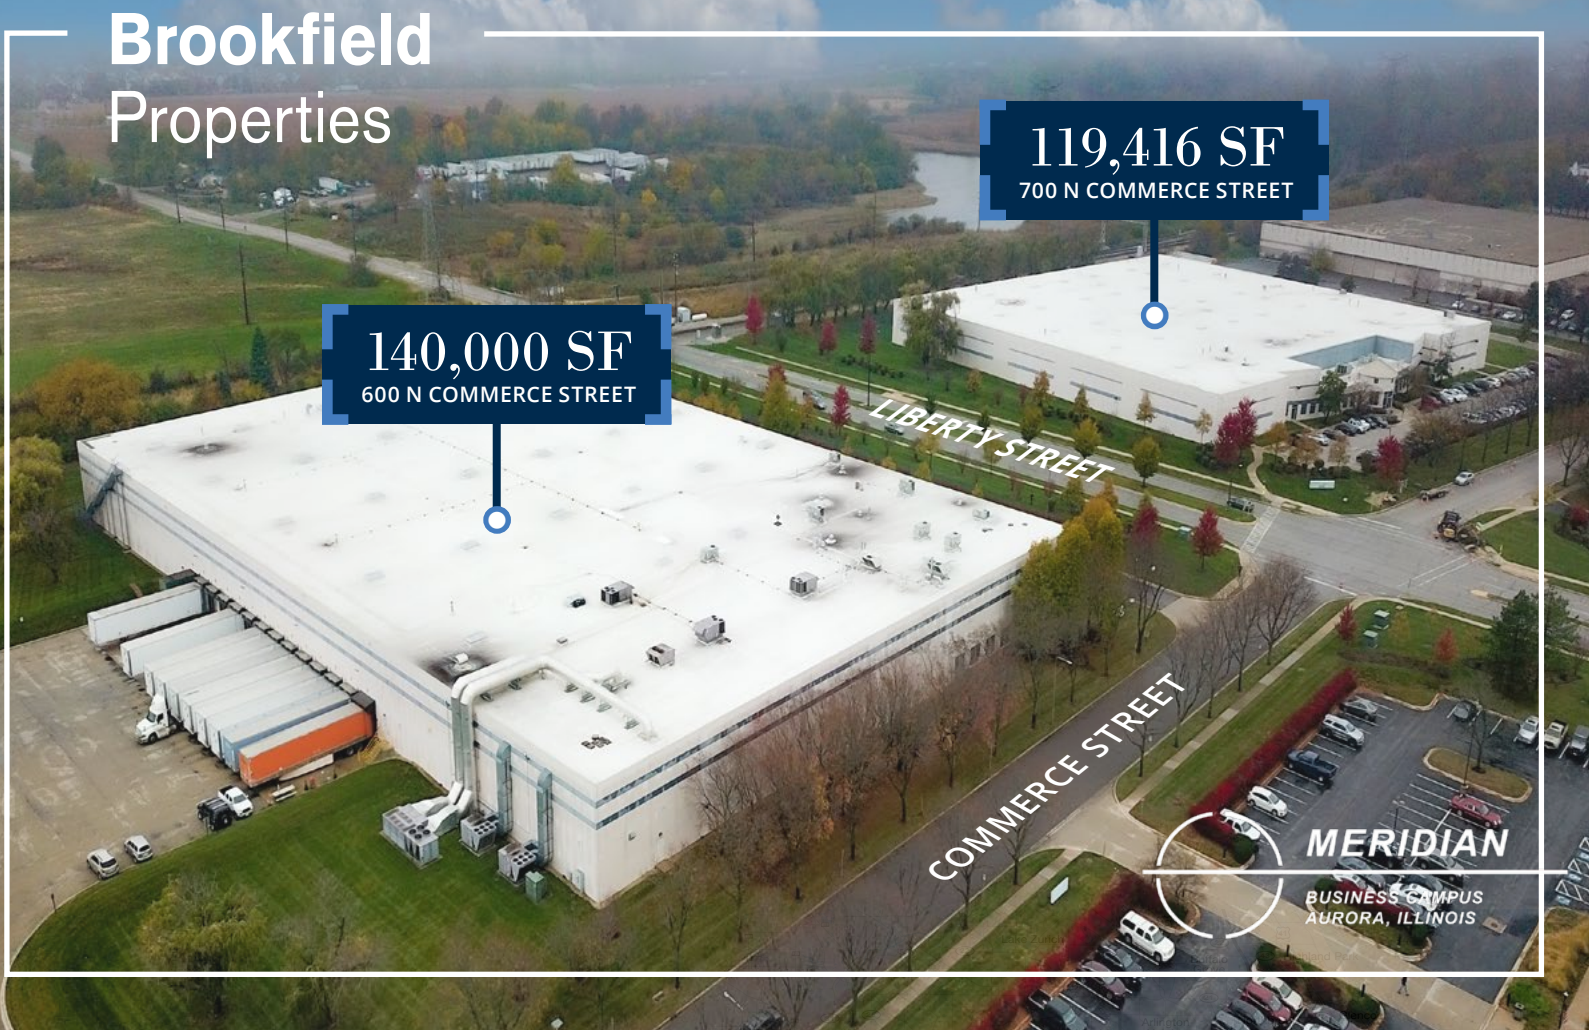 Brookfield
Properties
119,416 SF
700 N COMMERCE STREET
140,000 SF
600 N COMMERCE STREET
LIBERTY STREET
COMMERCE STREET
MERIDIAN
BUSINESS CAMPUS
AURORA, ILLINOIS